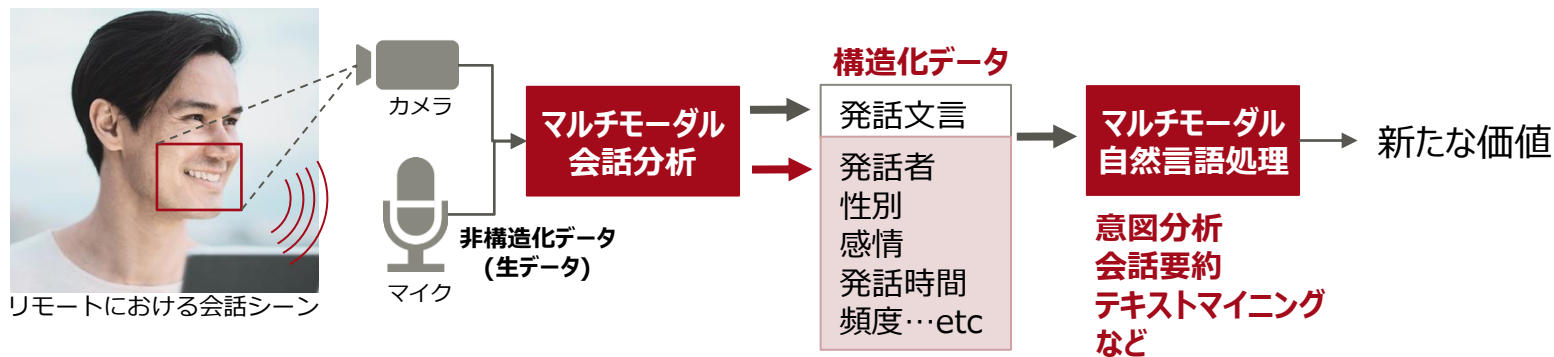 リモートにおける会話シーン
カメラ
マイク
非構造化データ
(生データ)
マルチモーダル
会話分析
構造化データ
発話文言
発話者
性別
感情
発話時間
頻度…etc
マルチモーダル
自然言語処理
意図分析
会話要約
テキストマイニング
など
新たな価値